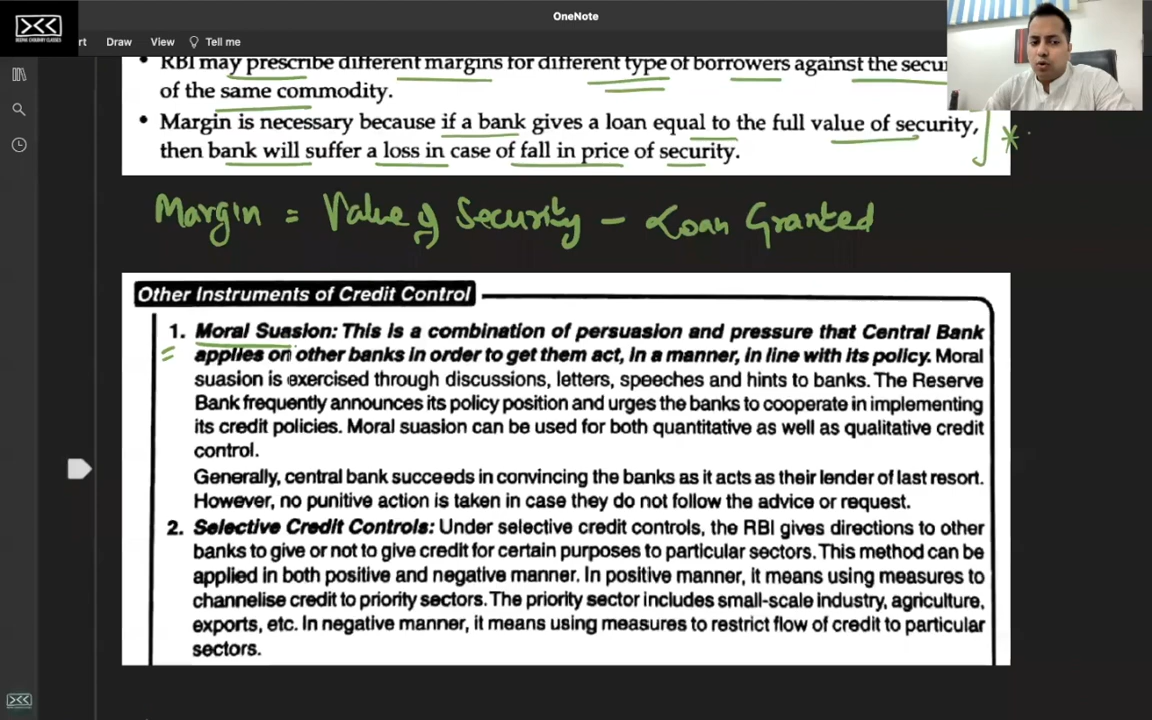 OneNote
rt Draw View Tell me
RBI may prescribe different margins for different type of borrowers against the secu
of the same commodity.
• Margin is necessary because if a bank gives a loan equal to the full value of security,
then bank will suffer a loss in case of fall in price of security.
Margin = Value of Security - Loan Granted
Other Instruments of Credit Control
1. Moral Suasion: This is a combination of persuasion and pressure that Central Bank
applies on other banks in order to get them act, in a manner, in line with its policy. Moral
suasion is exercised through discussions, letters, speeches and hints to banks. The Reserve
Bank frequently announces its policy position and urges the banks to cooperate in implementing
its credit policies. Moral suasion can be used for both quantitative as well as qualitative credit
control.
Generally, central bank succeeds in convincing the banks as it acts as their lender of last resort.
However, no punitive action is taken in case they do not follow the advice or request.
2. Selective Credit Controls: Under selective credit controls, the RBI gives directions to other
banks to give or not to give credit for certain purposes to particular sectors. This method can be
applied in both positive and negative manner. In positive manner, it means using measures to
channelise credit to priority sectors. The priority sector includes small-scale industry, agriculture,
exports, etc. In negative manner, it means using measures to restrict flow of credit to particular
sectors.